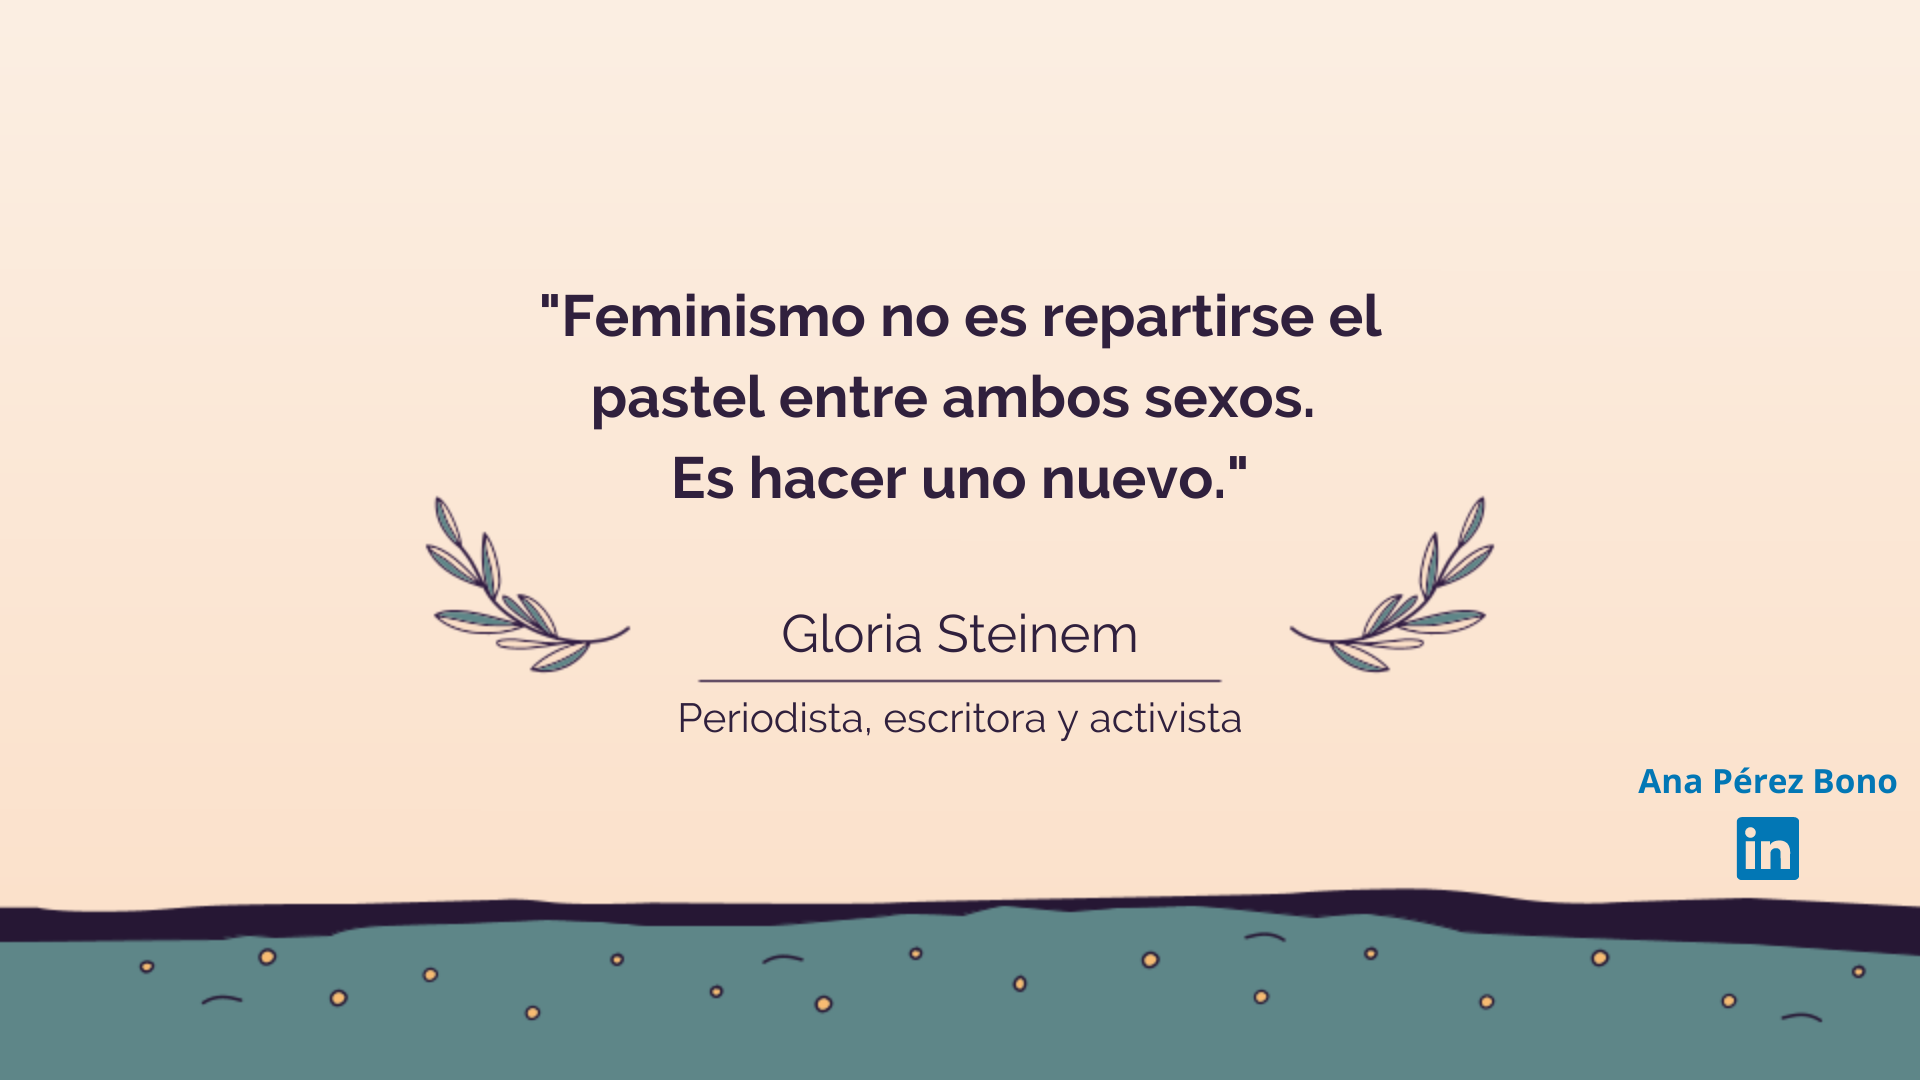 "Feminismo no es repartirse el
pastel entre ambos sexos.
Es hacer uno nuevo."
Gloria Steinem
Periodista, escritora y activista
Ana Pérez Bono
in